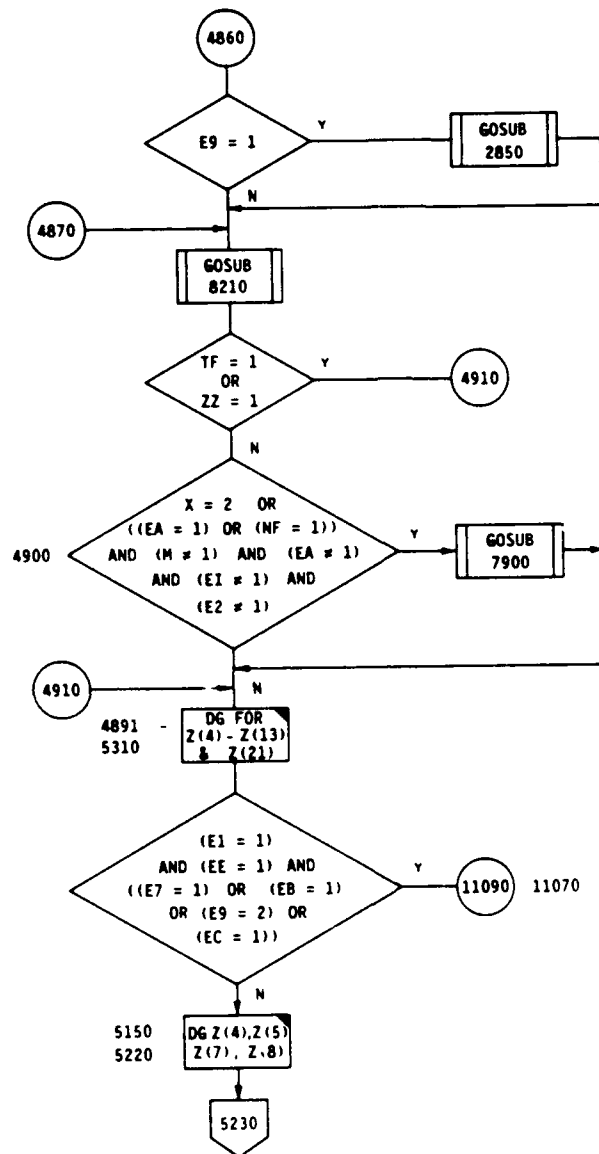 4860
E9 = 1
Y
GOSUB
2850
N
4870
GOSUB
8210
TF = 1
OR
ZZ = 1
Y
4910
N
4900
X = 2 OR
((EA = 1) OR (NF = 1))
AND (M ≠ 1) AND (EA ≠ 1)
AND (EI ≠ 1) AND
(E2 ≠ 1)
Y
GOSUB
7900
4910
N
4891 -
5310
DG FOR
Z(4) - Z(13)
& Z(21)
(E1 = 1)
AND (EE = 1) AND
((E7 = 1) OR (EB = 1)
OR (E9 = 2) OR
(EC = 1))
Y
11090
11070
N
5150
5220
DG Z(4),Z(5)
Z(7), Z(8)
5230